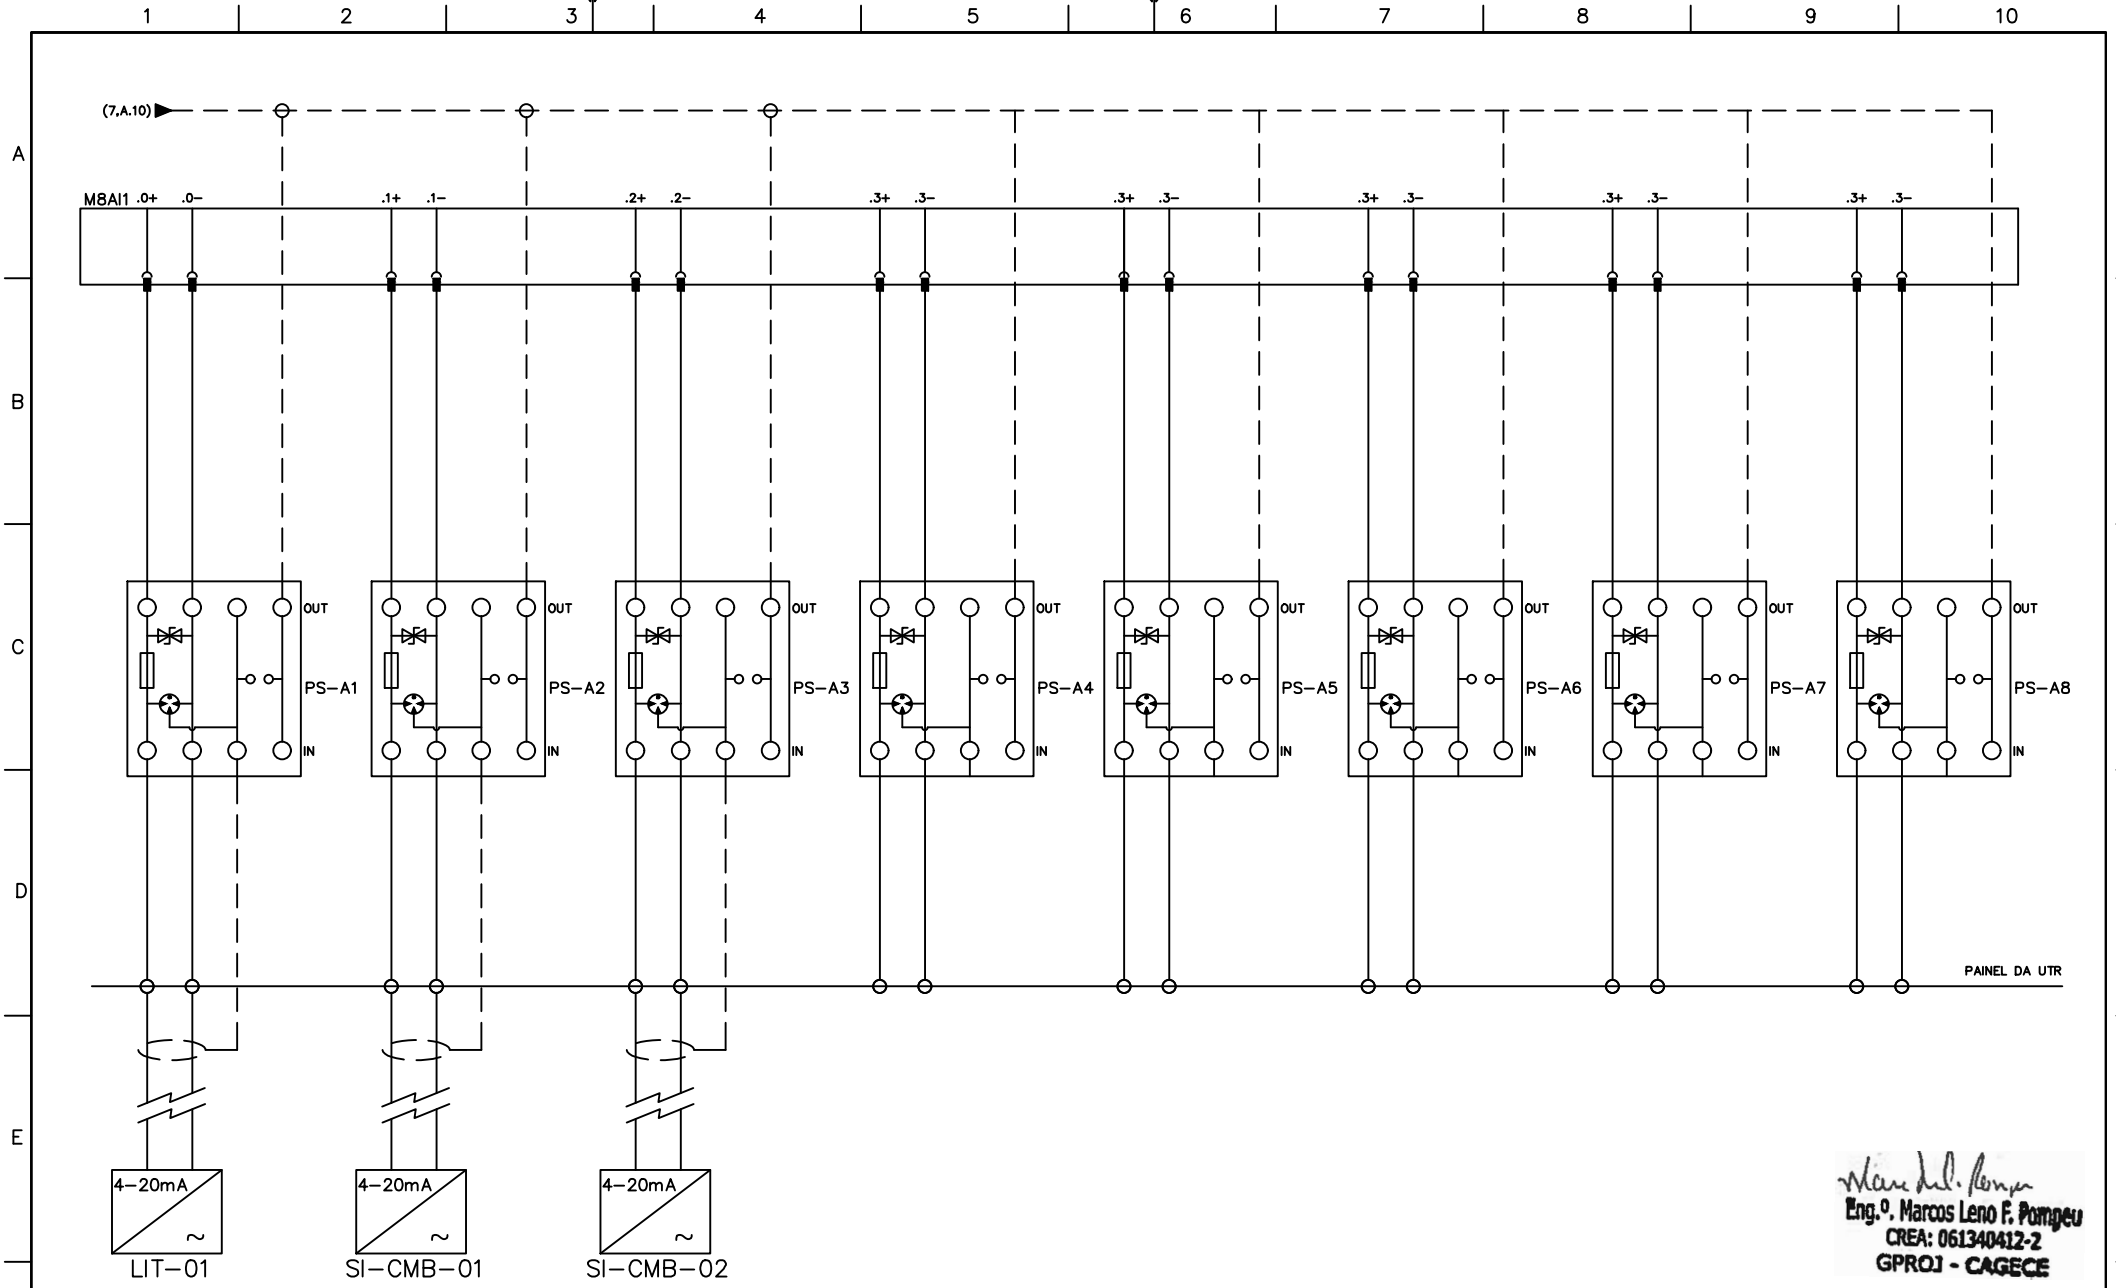 1 2 3 4 5 6 7 8 9 10
(7,A.10)
A
M8AI1 .0+ .0- .1+ .1- .2+ .2- .3+ .3- .3+ .3- .3+ .3- .3+ .3- .3+ .3-
B
OUT OUT OUT OUT OUT OUT OUT OUT
C
PS-A1 PS-A2 PS-A3 PS-A4 PS-A5 PS-A6 PS-A7 PS-A8
IN IN IN IN IN IN IN IN
D
PAINEL DA UTR
E
4-20mA 4-20mA 4-20mA
~ ~ ~
LIT-01 SI-CMB-01 SI-CMB-02
Eng.º. Marcos Leno F. Pompeu
CREA: 061340412-2
GPROJ - CAGECE